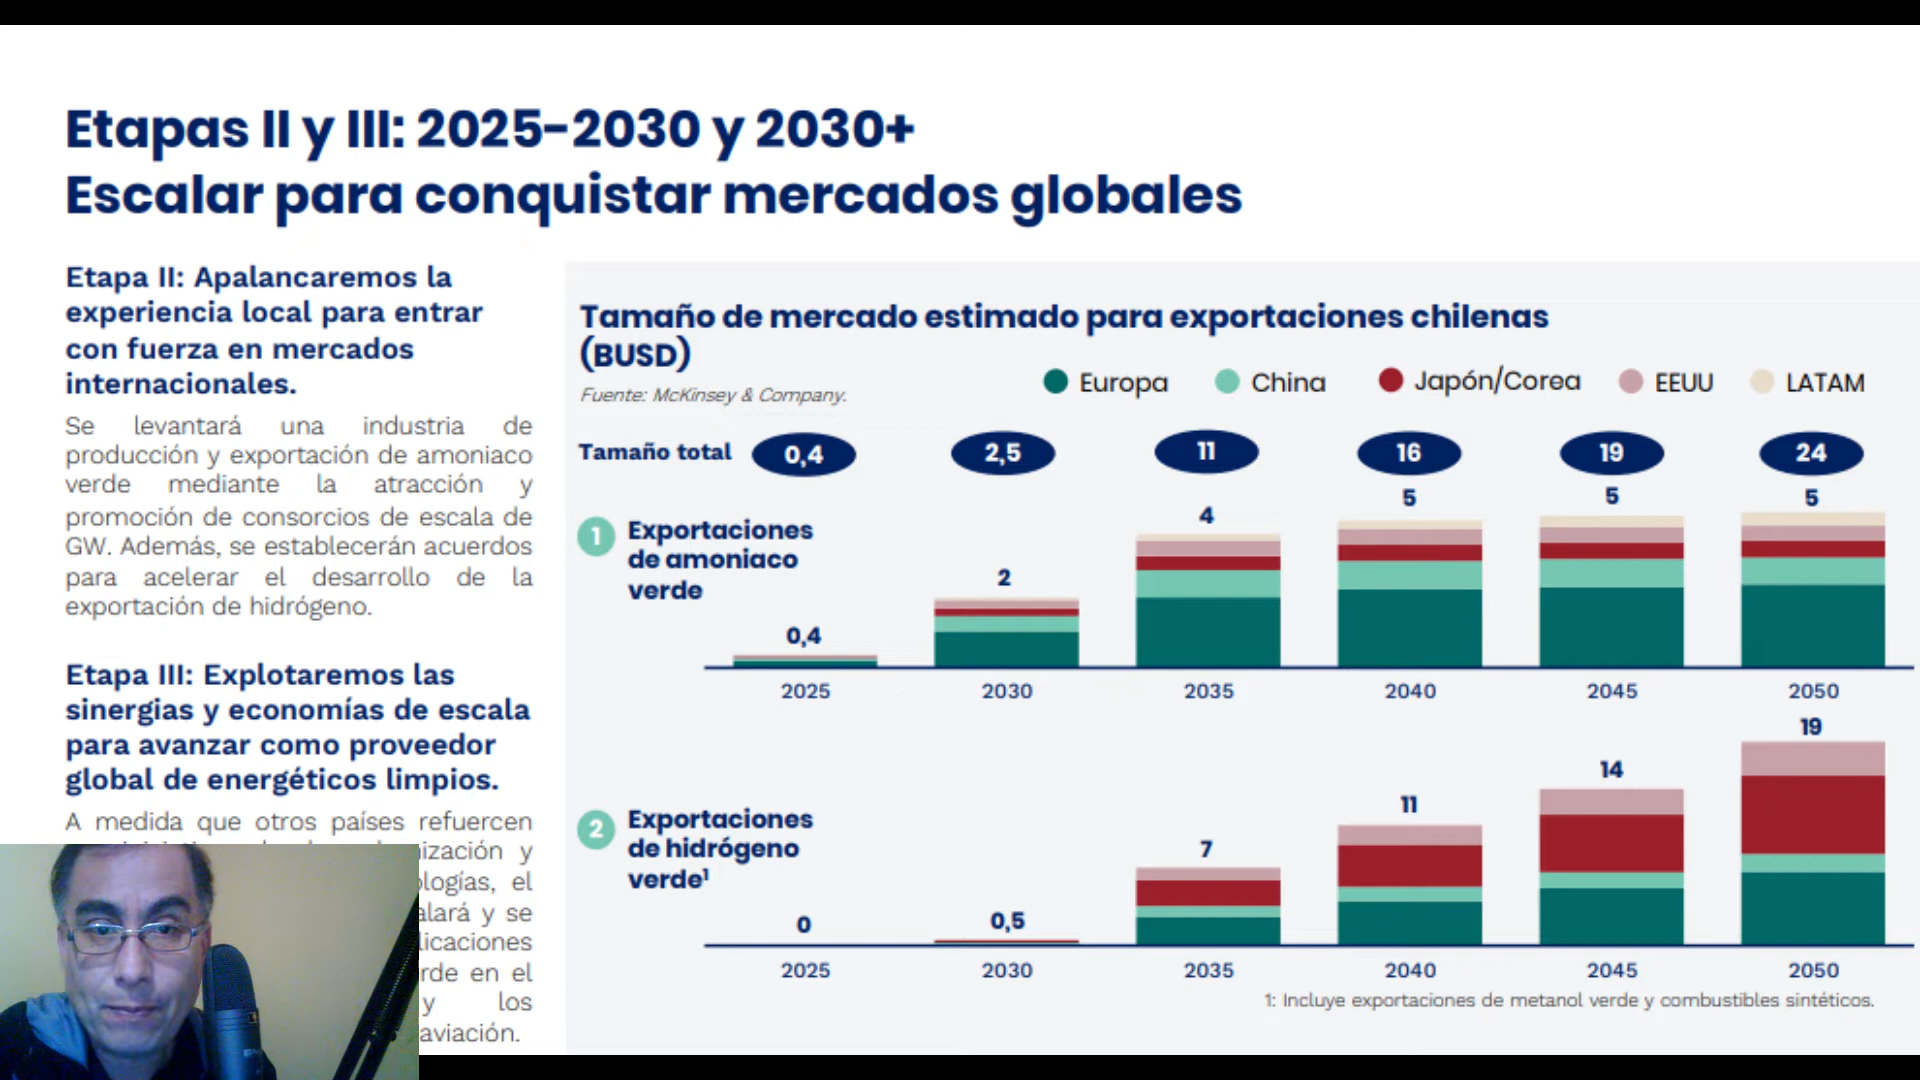 Etapas II y III: 2025-2030 y 2030+
Escalar para conquistar mercados globales
Etapa II: Apalancaremos la
experiencia local para entrar
con fuerza en mercados
internacionales.
Se levantará una industria de
producción y exportación de amoniaco
verde mediante la atracción y
promoción de consorcios de escala de
GW. Además, se establecerán acuerdos
para acelerar el desarrollo de la
exportación de hidrógeno.
Etapa III: Explotaremos las
sinergias y economías de escala
para avanzar como proveedor
global de energéticos limpios.
A medida que otros países refuercen
y
el
y se
en el
y los
aviación.
Tamaño de mercado estimado para exportaciones chilenas
(BUSD)
Fuente: McKinsey & Company.
Europa China Japón/Corea EEUU LATAM
Tamaño total 0,4 2,5 11 16 19 24
1 Exportaciones
de amoniaco
verde
0,4 2 4 5 5 5
2025 2030 2035 2040 2045 2050
2 Exportaciones
de hidrógeno
verde¹
0 0,5 7 11 14 19
2025 2030 2035 2040 2045 2050
1: Incluye exportaciones de metanol verde y combustibles sintéticos.